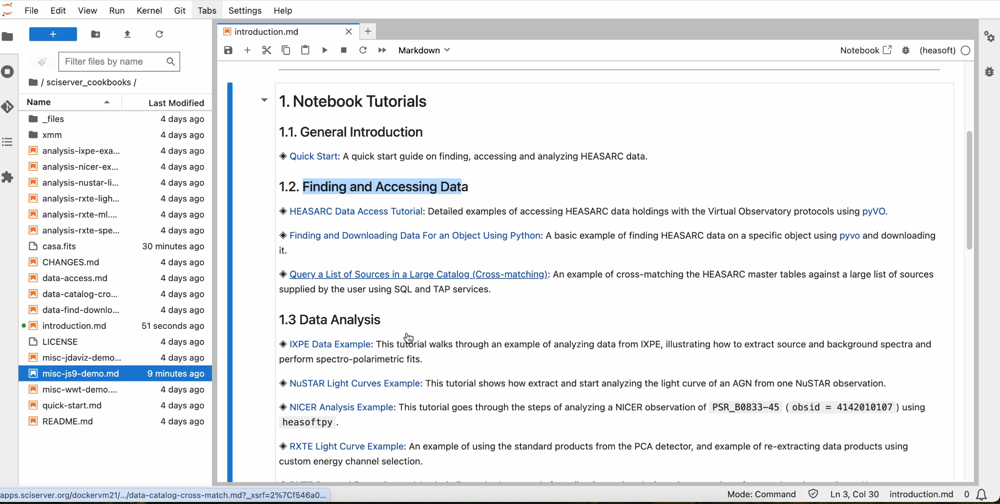 File Edit View Run Kernel Git Tabs Settings Help
+
Filter files by name
/ sciserver_cookbooks /
Name Last Modified
_files 4 days ago
xmm 4 days ago
analysis-ixpe-exa... 4 days ago
analysis-nicer-ex... 4 days ago
analysis-nustar-li... 4 days ago
analysis-rxte-ligh... 4 days ago
analysis-rxte-ml.... 4 days ago
analysis-rxte-spe... 4 days ago
casa.fits 30 minutes ago
CHANGES.md 4 days ago
data-access.md 4 days ago
data-catalog-cro... 4 days ago
data-find-downlo... 4 days ago
introduction.md 51 seconds ago
LICENSE 4 days ago
misc-jdaviz-demo... 4 days ago
misc-js9-demo.md 9 minutes ago
misc-wwt-demo.... 4 days ago
quick-start.md 4 days ago
README.md 4 days ago
introduction.md
Markdown Notebook (heasoft)
1. Notebook Tutorials
1.1. General Introduction
◈ Quick Start: A quick start guide on finding, accessing and analyzing HEASARC data.
1.2. Finding and Accessing Data
◈ HEASARC Data Access Tutorial: Detailed examples of accessing HEASARC data holdings with the Virtual Observatory protocols using pyVO.
◈ Finding and Downloading Data For an Object Using Python: A basic example of finding HEASARC data on a specific object using pyvo and downloading
it.
◈ Query a List of Sources in a Large Catalog (Cross-matching): An example of cross-matching the HEASARC master tables against a large list of sources
supplied by the user using SQL and TAP services.
1.3 Data Analysis
◈ IXPE Data Example: This tutorial walks through an example of analyzing data from IXPE, illustrating how to extract source and background spectra and
perform spectro-polarimetric fits.
◈ NuSTAR Light Curves Example: This tutorial shows how extract and start analyzing the light curve of an AGN from one NuSTAR observation.
◈ NICER Analysis Example: This tutorial goes through the steps of analyzing a NICER observation of PSR_B0833-45 ( obsid = 4142010107 ) using
heasoftpy .
◈ RXTE Light Curve Example: An example of using the standard products from the PCA detector, and example of re-extracting data products using
custom energy channel selection.
apps.sciserver.org/dockervm21/.../data-catalog-cross-match.md?_xsrf=2%7Cf546a0...
Mode: Command Ln 3, Col 30 introduction.md 0